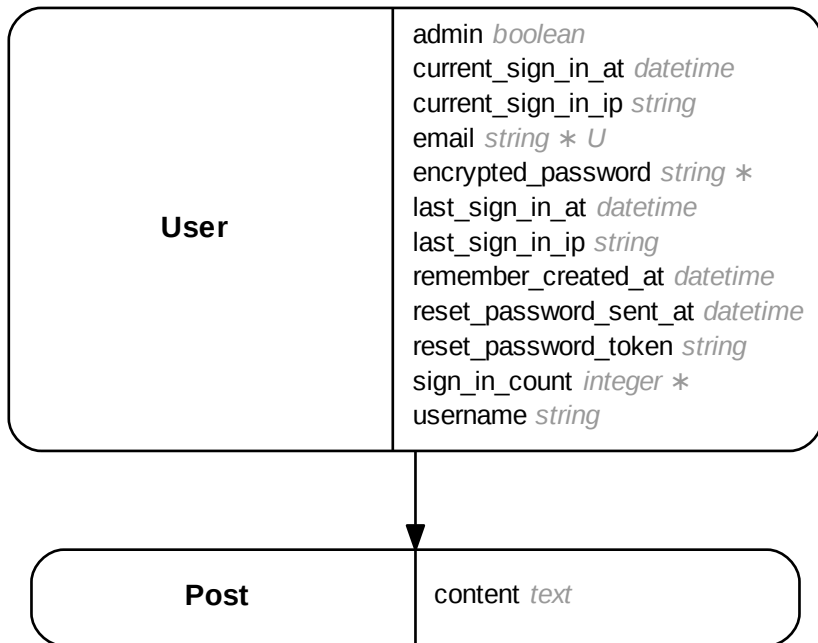 User
admin boolean
current_sign_in_at datetime
current_sign_in_ip string
email string ∗ U
encrypted_password string ∗
last_sign_in_at datetime
last_sign_in_ip string
remember_created_at datetime
reset_password_sent_at datetime
reset_password_token string
sign_in_count integer ∗
username string
Post
content text